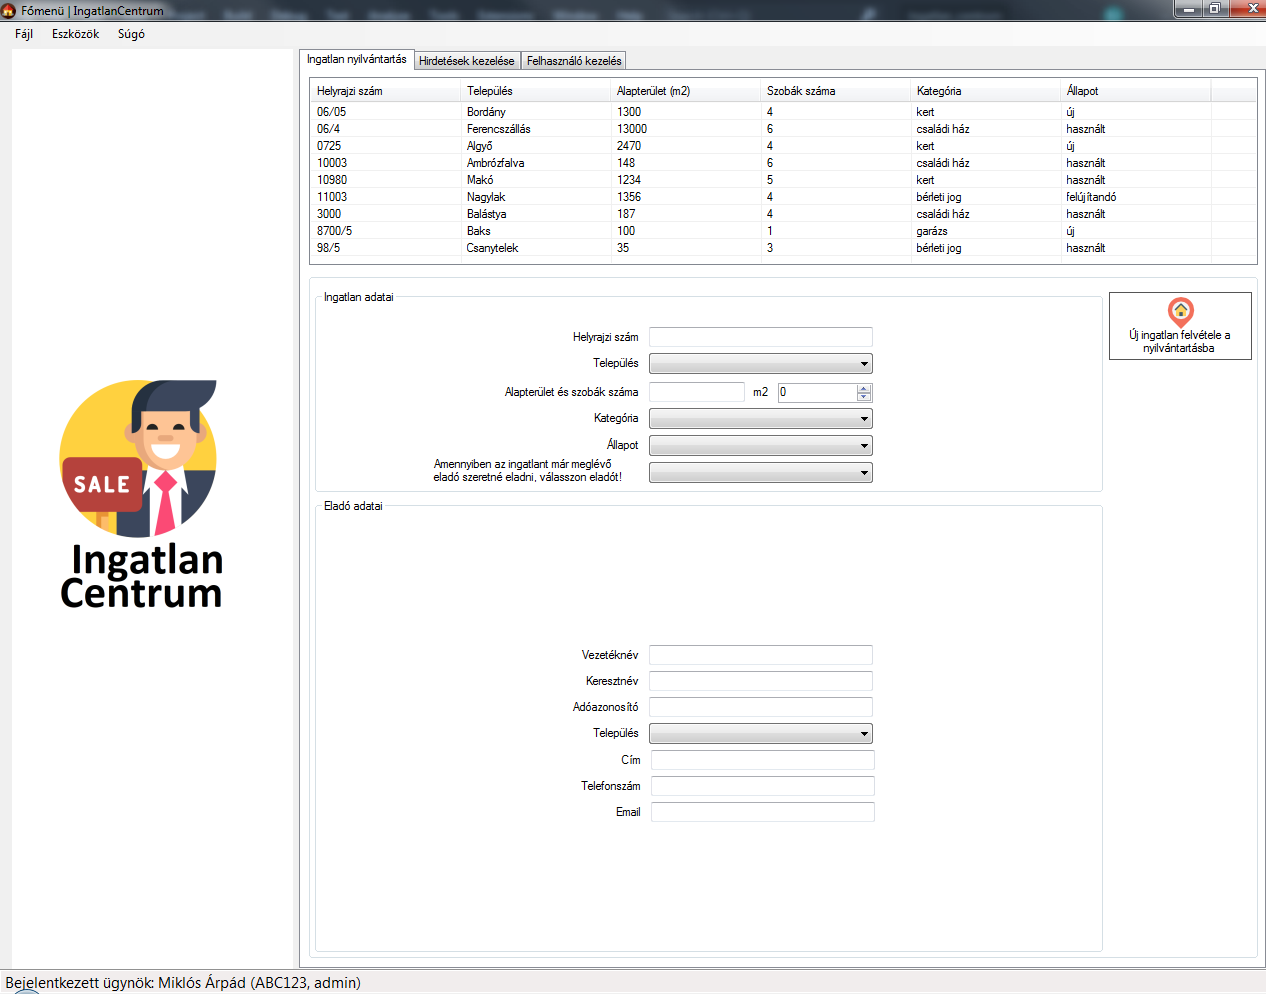 Főmenü | IngatlanCentrum
Fájl Eszközök Súgó
Ingatlan nyilvántartás Hirdetések kezelése Felhasználó kezelés
Helyrajzi szám Település Alapterület (m2) Szobák száma Kategória Állapot
06/05 Bordány 1300 4 kert új
06/4 Ferencszállás 13000 6 családi ház használt
0725 Algyő 2470 4 kert új
10003 Ambrózfalva 148 6 családi ház használt
10980 Makó 1234 5 kert használt
11003 Nagylak 1356 4 bérleti jog felújítandó
3000 Balástya 187 4 családi ház használt
8700/5 Baks 100 1 garázs új
98/5 Csanytelek 35 3 bérleti jog használt
Ingatlan adatai
Helyrajzi szám
Település
Alapterület és szobák száma m2 0
Kategória
Állapot
Amennyiben az ingatlant már meglévő
eladó szeretné eladni, válasszon eladót!
Új ingatlan felvétele a
nyilvántartásba
SALE
Ingatlan
Centrum
Eladó adatai
Vezetéknév
Keresztnév
Adóazonosító
Település
Cím
Telefonszám
Email
Bejelentkezett ügynök: Miklós Árpád (ABC123, admin)